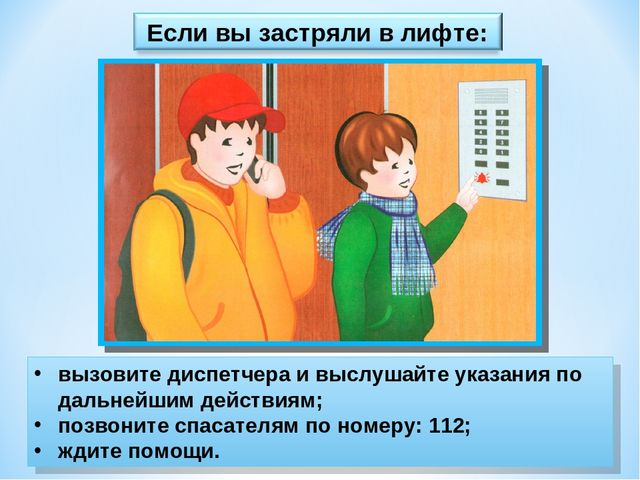 Если вы застряли в лифте:
• вызовите диспетчера и выслушайте указания по
дальнейшим действиям;
• позвоните спасателям по номеру: 112;
• ждите помощи.